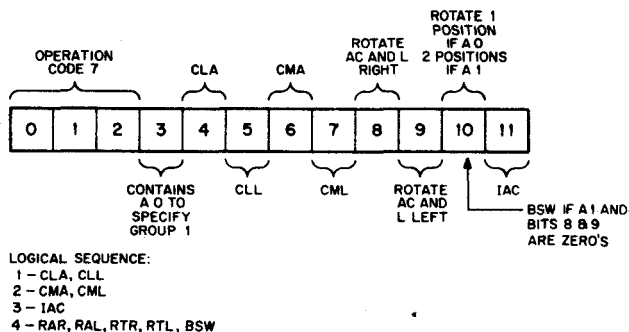 ROTATE 1
POSITION
IF A 0
2 POSITIONS
IF A 1
OPERATION
CODE 7
CLA
CMA
ROTATE
AC AND L
RIGHT
0 1 2 3 4 5 6 7 8 9 10 11
CONTAINS
A 0 TO
SPECIFY
GROUP 1
CLL
CML
ROTATE
AC AND
L LEFT
IAC
BSW IF A 1 AND
BITS 8 & 9
ARE ZERO'S
LOGICAL SEQUENCE:
1 – CLA, CLL
2 – CMA, CML
3 – IAC
4 – RAR, RAL, RTR, RTL, BSW